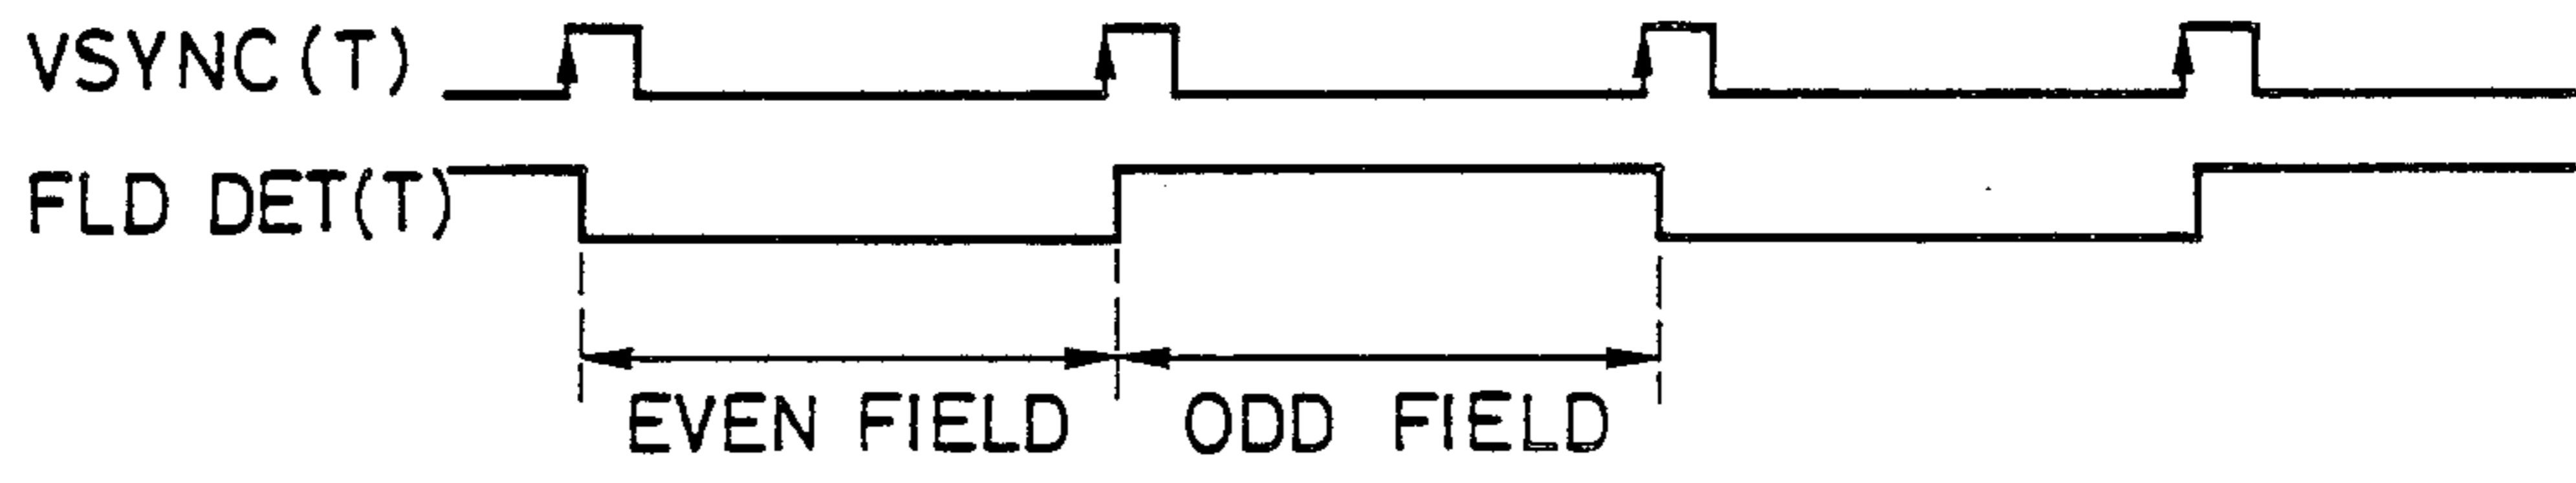 VSYNC(T)
FLD DET(T)
EVEN FIELD ODD FIELD